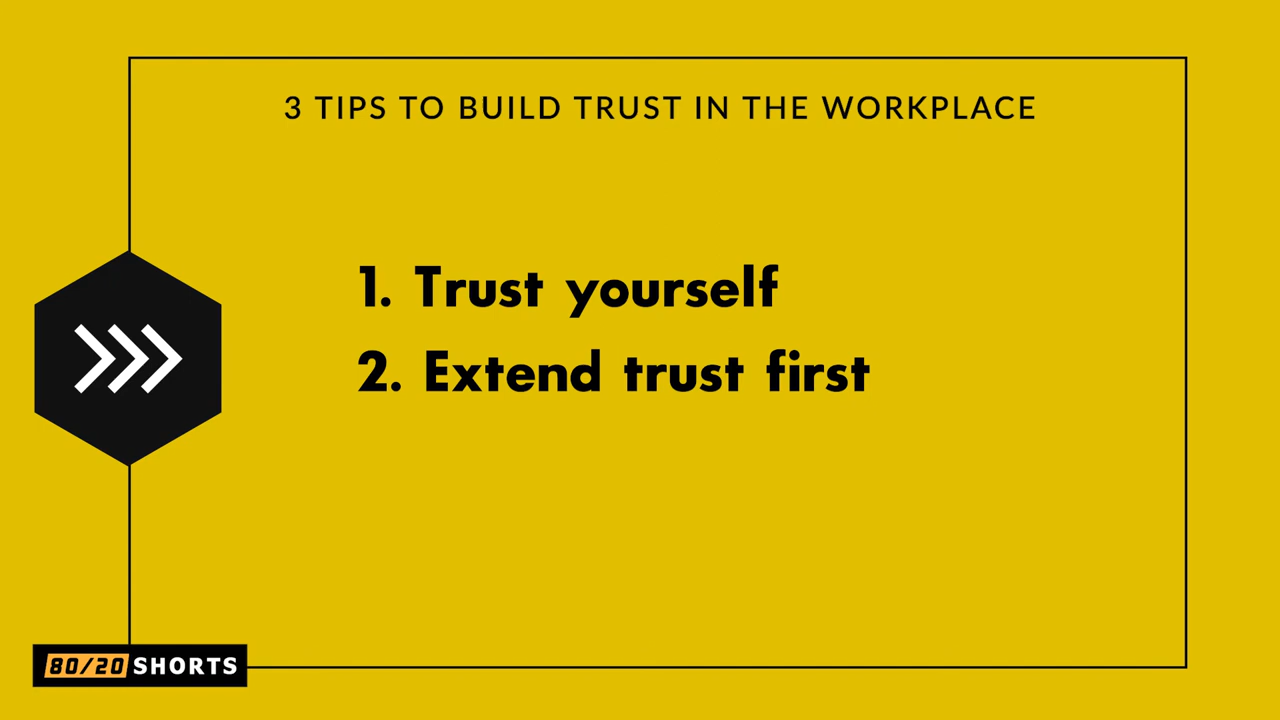 3 TIPS TO BUILD TRUST IN THE WORKPLACE
1. Trust yourself
2. Extend trust first
80/20 SHORTS